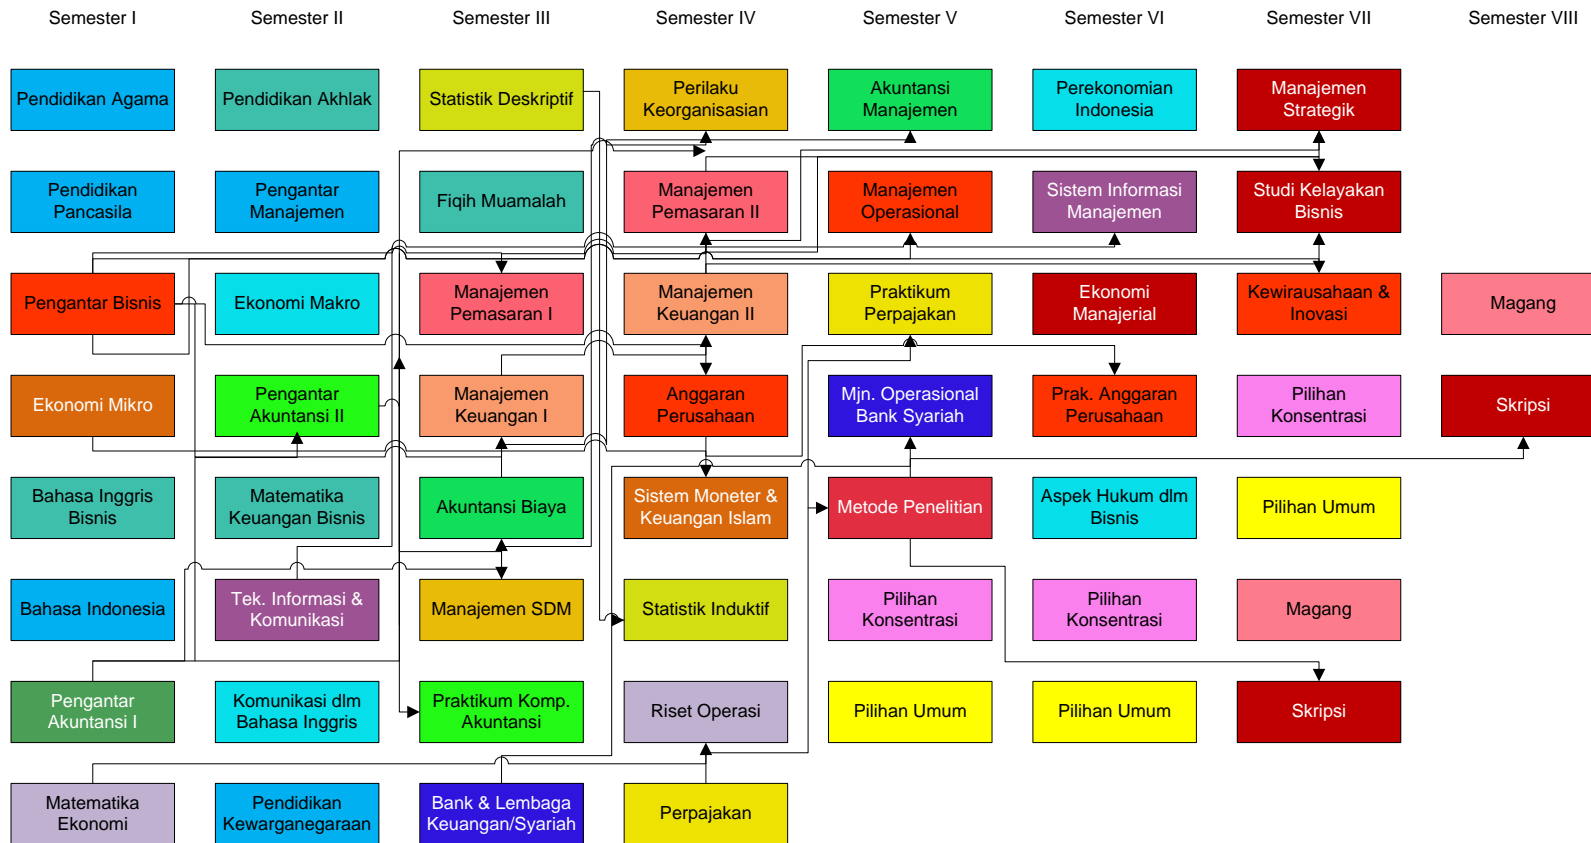 Semester I
Semester II
Semester III
Semester IV
Semester V
Semester VI
Semester VII
Semester VIII
Pendidikan Agama
Pendidikan Akhlak
Statistik Deskriptif
Perilaku
Keorganisasian
Akuntansi
Manajemen
Perekonomian
Indonesia
Manajemen
Strategik
Pendidikan
Pancasila
Pengantar
Manajemen
Fiqih Muamalah
Manajemen
Pemasaran II
Manajemen
Operasional
Sistem Informasi
Manajemen
Studi Kelayakan
Bisnis
Pengantar Bisnis
Ekonomi Makro
Manajemen
Pemasaran I
Manajemen
Keuangan II
Praktikum
Perpajakan
Ekonomi
Manajerial
Kewirausahaan &
Inovasi
Magang
Ekonomi Mikro
Pengantar
Akuntansi II
Manajemen
Keuangan I
Anggaran
Perusahaan
Mjn. Operasional
Bank Syariah
Prak. Anggaran
Perusahaan
Pilihan
Konsentrasi
Skripsi
Bahasa Inggris
Bisnis
Matematika
Keuangan Bisnis
Akuntansi Biaya
Sistem Moneter &
Keuangan Islam
Metode Penelitian
Aspek Hukum dlm
Bisnis
Pilihan Umum
Bahasa Indonesia
Tek. Informasi &
Komunikasi
Manajemen SDM
Statistik Induktif
Pilihan
Konsentrasi
Pilihan
Konsentrasi
Magang
Pengantar
Akuntansi I
Komunikasi dlm
Bahasa Inggris
Praktikum Komp.
Akuntansi
Riset Operasi
Pilihan Umum
Pilihan Umum
Skripsi
Matematika
Ekonomi
Pendidikan
Kewarganegaraan
Bank & Lembaga
Keuangan/Syariah
Perpajakan